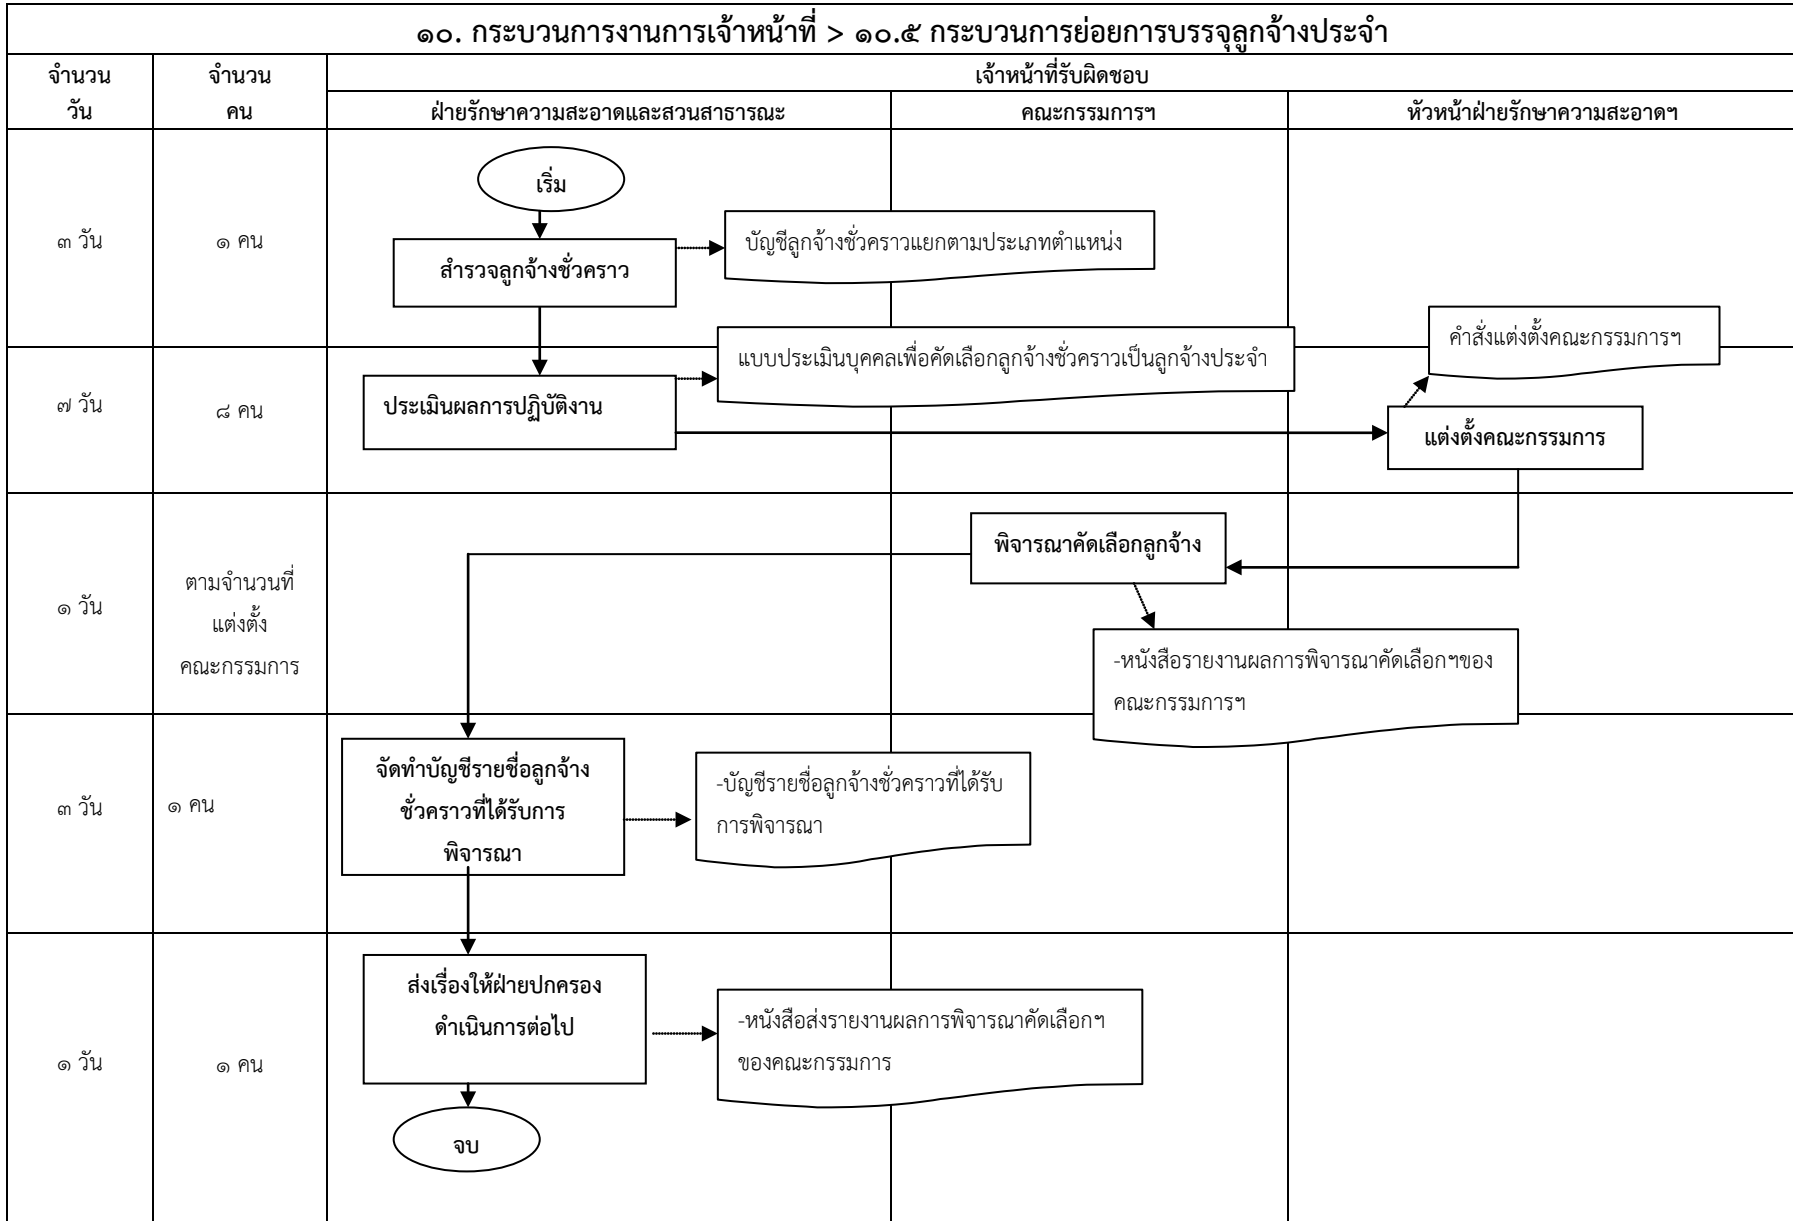 ๑๐. กระบวนการงานการเจ้าหน้าที่ > ๑๐.๕ กระบวนการย่อยการบรรจุลูกจ้างประจำ
จำนวน
วัน
จำนวน
คน
เจ้าหน้าที่รับผิดชอบ
ฝ่ายรักษาความสะอาดและสวนสาธารณะ
คณะกรรมการฯ
หัวหน้าฝ่ายรักษาความสะอาดฯ
๓ วัน
๑ คน
เริ่ม
สำรวจลูกจ้างชั่วคราว
บัญชีลูกจ้างชั่วคราวแยกตามประเภทตำแหน่ง
๗ วัน
๘ คน
ประเมินผลการปฏิบัติงาน
แบบประเมินบุคคลเพื่อคัดเลือกลูกจ้างชั่วคราวเป็นลูกจ้างประจำ
คำสั่งแต่งตั้งคณะกรรมการฯ
แต่งตั้งคณะกรรมการ
๑ วัน
ตามจำนวนที่
แต่งตั้ง
คณะกรรมการ
พิจารณาคัดเลือกลูกจ้าง
-หนังสือรายงานผลการพิจารณาคัดเลือกฯของ
คณะกรรมการฯ
๓ วัน
๑ คน
จัดทำบัญชีรายชื่อลูกจ้าง
ชั่วคราวที่ได้รับการ
พิจารณา
-บัญชีรายชื่อลูกจ้างชั่วคราวที่ได้รับ
การพิจารณา
๑ วัน
๑ คน
ส่งเรื่องให้ฝ่ายปกครอง
ดำเนินการต่อไป
-หนังสือส่งรายงานผลการพิจารณาคัดเลือกฯ
ของคณะกรรมการ
จบ